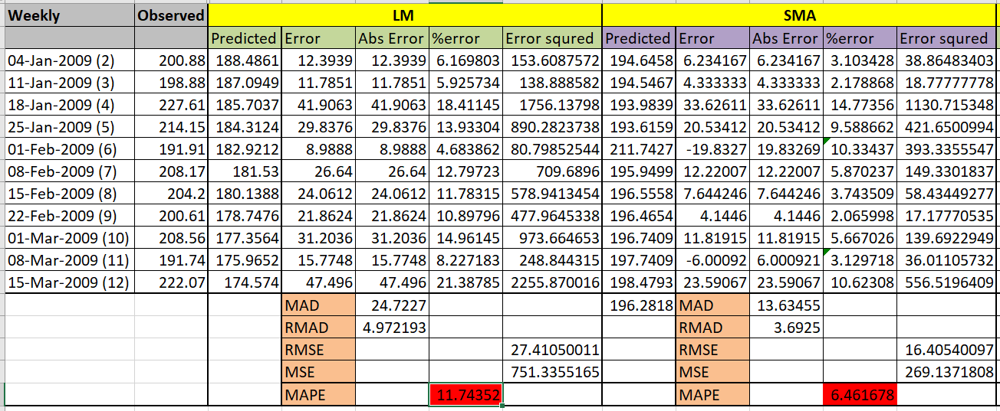 Weekly Observed LM SMA
Predicted Error Abs Error %error Error squred Predicted Error Abs Error %error Error squred
04-Jan-2009 (2) 200.88 188.4861 12.3939 12.3939 6.169803 153.6087572 194.6458 6.234167 6.234167 3.103428 38.86483403
11-Jan-2009 (3) 198.88 187.0949 11.7851 11.7851 5.925734 138.888582 194.5467 4.333333 4.333333 2.178868 18.77777778
18-Jan-2009 (4) 227.61 185.7037 41.9063 41.9063 18.41145 1756.13798 193.9839 33.62611 33.62611 14.77356 1130.715348
25-Jan-2009 (5) 214.15 184.3124 29.8376 29.8376 13.93304 890.2823738 193.6159 20.53412 20.53412 9.588662 421.6500994
01-Feb-2009 (6) 191.91 182.9212 8.9888 8.9888 4.683862 80.79852544 211.7427 -19.8327 19.83269 10.33437 393.3355547
08-Feb-2009 (7) 208.17 181.53 26.64 26.64 12.79723 709.6896 195.9499 12.22007 12.22007 5.870237 149.3301837
15-Feb-2009 (8) 204.2 180.1388 24.0612 24.0612 11.78315 578.9413454 196.5558 7.644246 7.644246 3.743509 58.43449277
22-Feb-2009 (9) 200.61 178.7476 21.8624 21.8624 10.89796 477.9645338 196.4654 4.1446 4.1446 2.065998 17.17770535
01-Mar-2009 (10) 208.56 177.3564 31.2036 31.2036 14.96145 973.664653 196.7409 11.81915 11.81915 5.667026 139.6922949
08-Mar-2009 (11) 191.74 175.9652 15.7748 15.7748 8.227183 248.844315 197.7409 -6.00092 6.000921 3.129718 36.01105732
15-Mar-2009 (12) 222.07 174.574 47.496 47.496 21.38785 2255.870016 198.4793 23.59067 23.59067 10.62308 556.5196409
MAD 24.7227 196.2818 MAD 13.63455
RMAD 4.972193 RMAD 3.6925
RMSE 27.41050011 RMSE 16.40540097
MSE 751.3355165 MSE 269.1371808
MAPE 11.74352 MAPE 6.461678